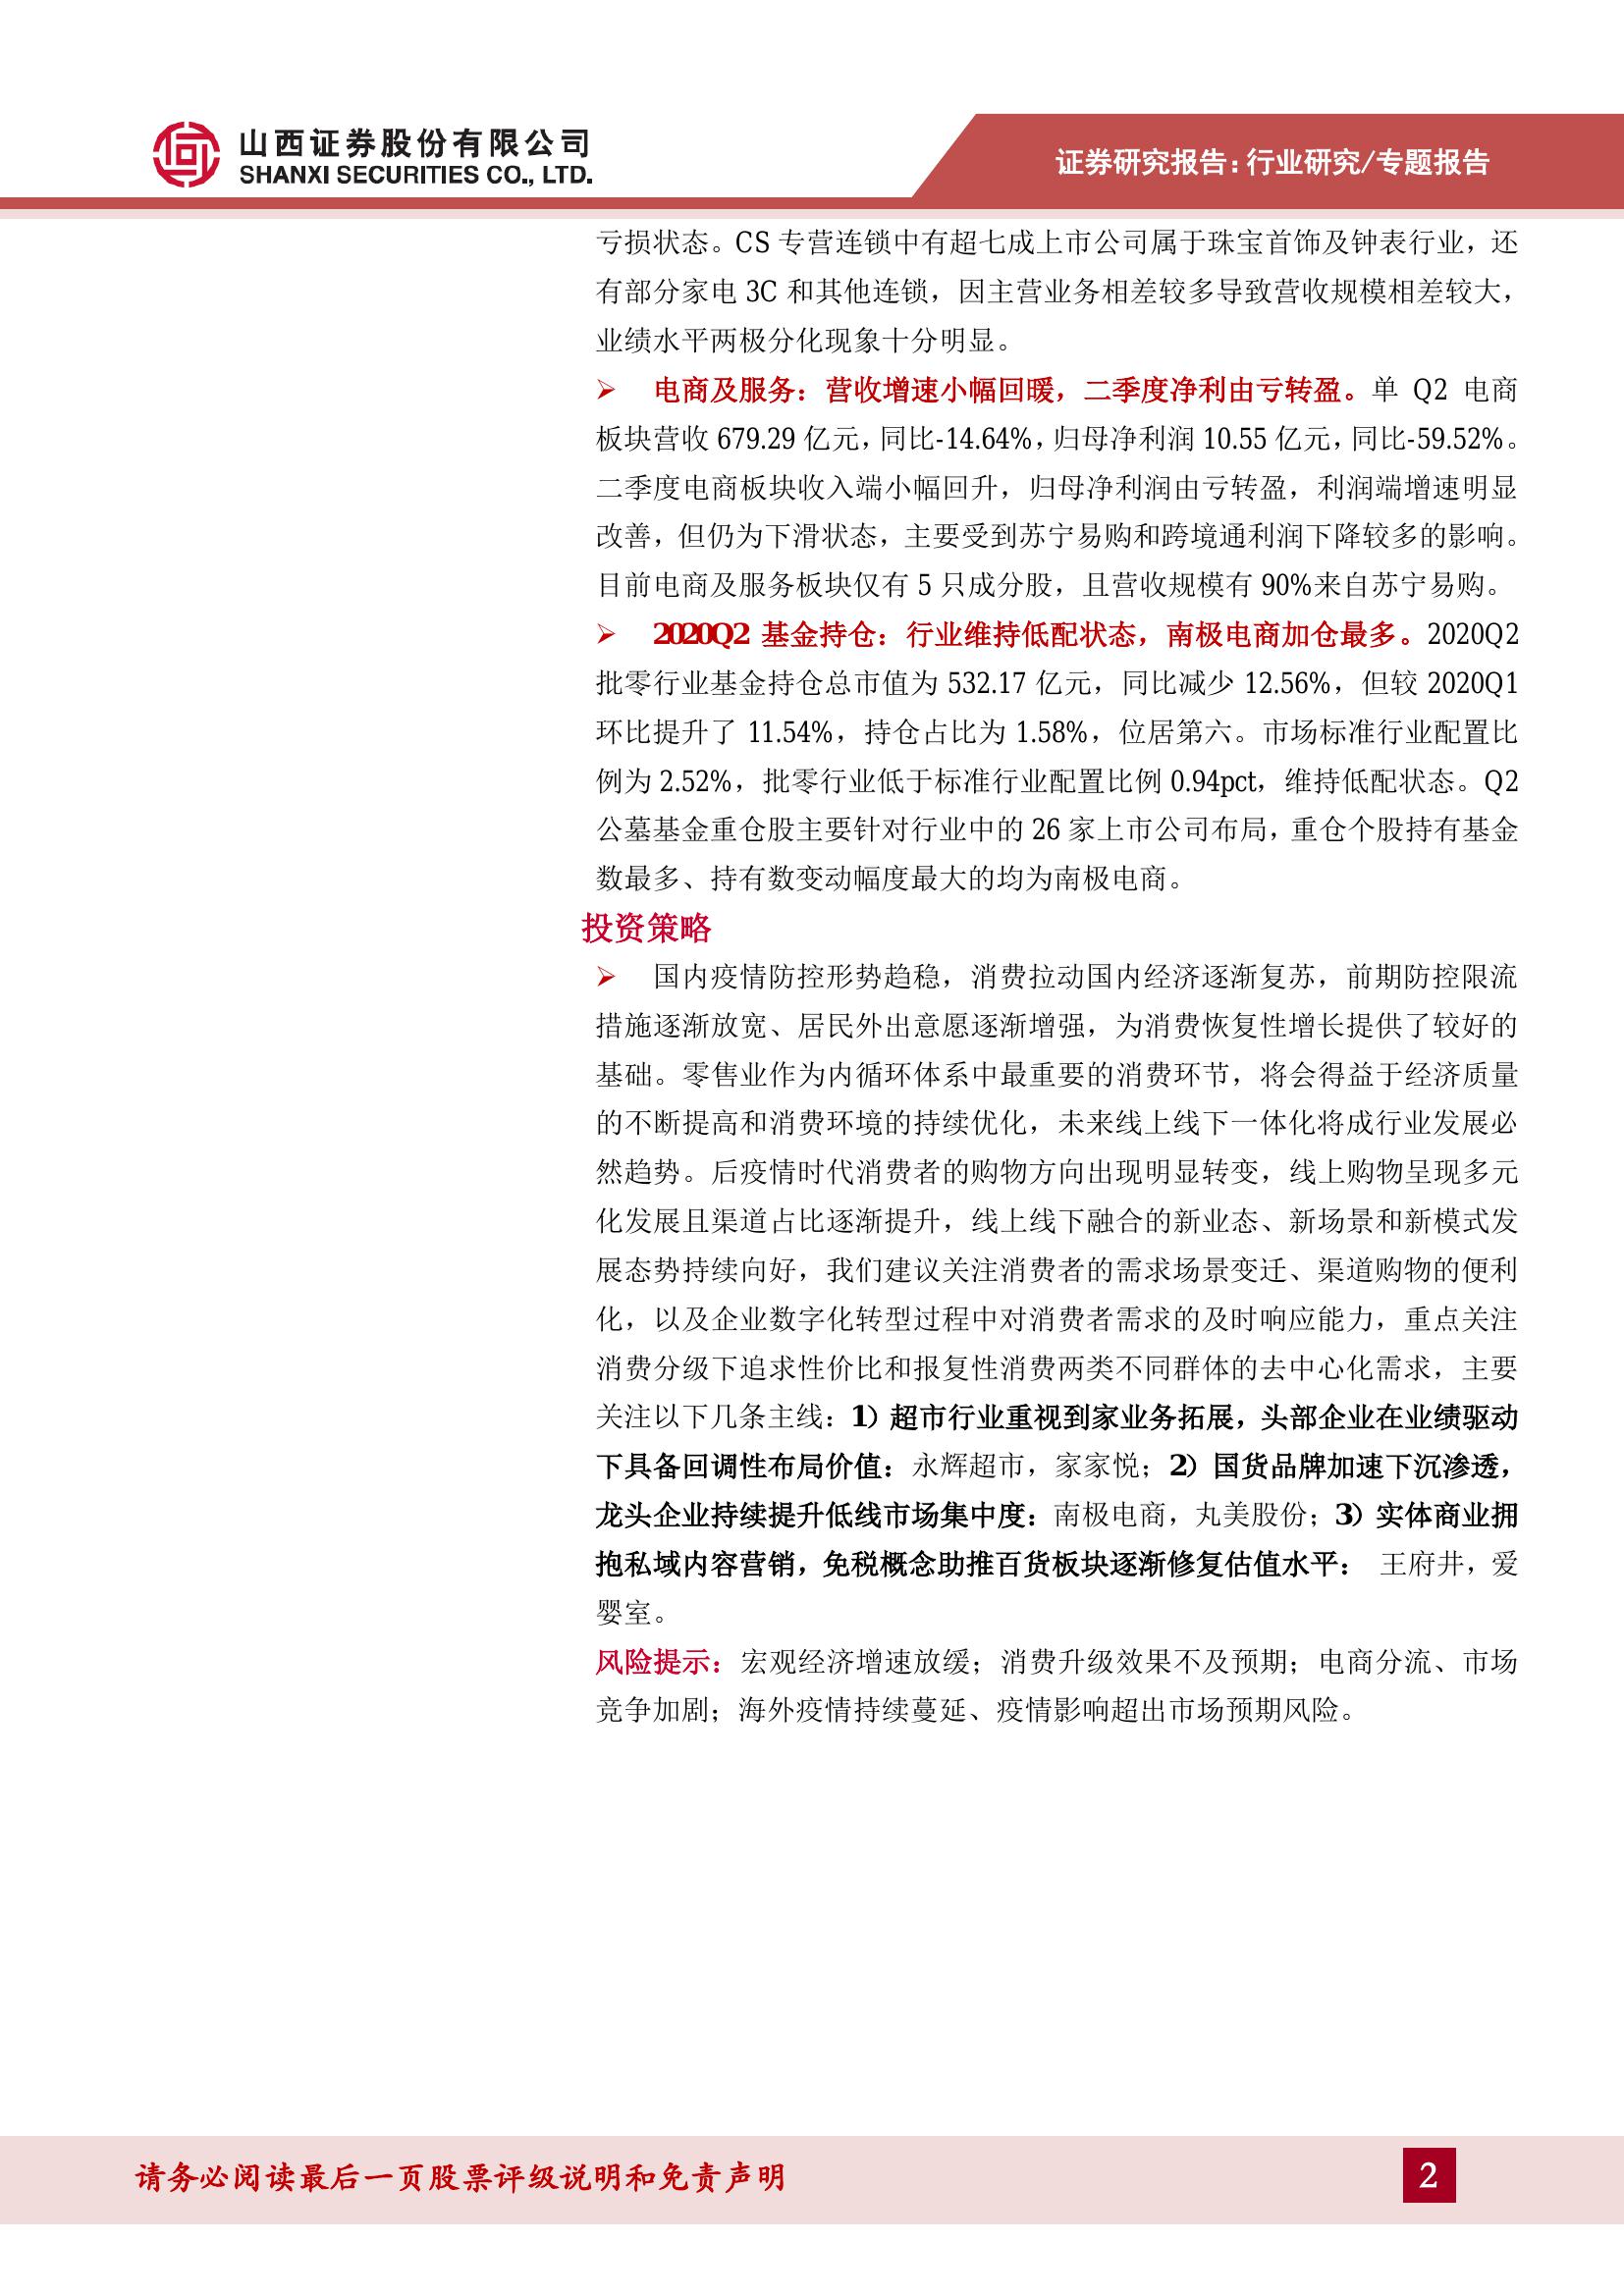 山西证券股份有限公司
SHANXI SECURITIES CO., LTD.
证券研究报告：行业研究/专题报告
亏损状态。CS 专营连锁中有超七成上市公司属于珠宝首饰及钟表行业，还
有部分家电 3C 和其他连锁，因主营业务相差较多导致营收规模相差较大，
业绩水平两极分化现象十分明显。
➢ 电商及服务：营收增速小幅回暖，二季度净利由亏转盈。单 Q2 电商
板块营收 679.29 亿元，同比-14.64%，归母净利润 10.55 亿元，同比-59.52%。
二季度电商板块收入端小幅回升，归母净利润由亏转盈，利润端增速明显
改善，但仍为下滑状态，主要受到苏宁易购和跨境通利润下降较多的影响。
目前电商及服务板块仅有 5 只成分股，且营收规模有 90%来自苏宁易购。
➢ 2020Q2 基金持仓：行业维持低配状态，南极电商加仓最多。2020Q2
批零行业基金持仓总市值为 532.17 亿元，同比减少 12.56%，但较 2020Q1
环比提升了 11.54%，持仓占比为 1.58%，位居第六。市场标准行业配置比
例为 2.52%，批零行业低于标准行业配置比例 0.94pct，维持低配状态。Q2
公墓基金重仓股主要针对行业中的 26 家上市公司布局，重仓个股持有基金
数最多、持有数变动幅度最大的均为南极电商。
投资策略
➢ 国内疫情防控形势趋稳，消费拉动国内经济逐渐复苏，前期防控限流
措施逐渐放宽、居民外出意愿逐渐增强，为消费恢复性增长提供了较好的
基础。零售业作为内循环体系中最重要的消费环节，将会得益于经济质量
的不断提高和消费环境的持续优化，未来线上线下一体化将成行业发展必
然趋势。后疫情时代消费者的购物方向出现明显转变，线上购物呈现多元
化发展且渠道占比逐渐提升，线上线下融合的新业态、新场景和新模式发
展态势持续向好，我们建议关注消费者的需求场景变迁、渠道购物的便利
化，以及企业数字化转型过程中对消费者需求的及时响应能力，重点关注
消费分级下追求性价比和报复性消费两类不同群体的去中心化需求，主要
关注以下几条主线：1）超市行业重视到家业务拓展，头部企业在业绩驱动
下具备回调性布局价值：永辉超市，家家悦；2）国货品牌加速下沉渗透，
龙头企业持续提升低线市场集中度：南极电商，丸美股份；3）实体商业拥
抱私域内容营销，免税概念助推百货板块逐渐修复估值水平： 王府井，爱
婴室。
风险提示：宏观经济增速放缓；消费升级效果不及预期；电商分流、市场
竞争加剧；海外疫情持续蔓延、疫情影响超出市场预期风险。
请务必阅读最后一页股票评级说明和免责声明
2